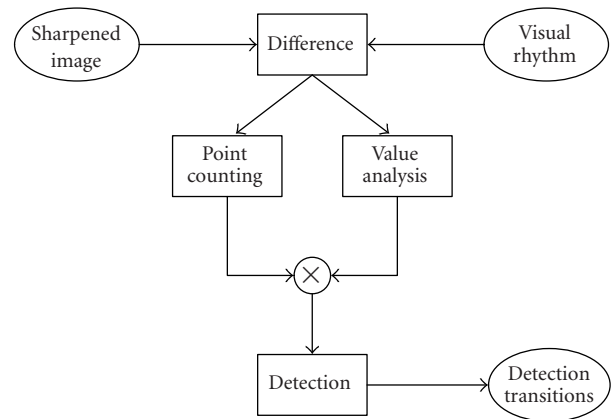 Sharpened
image
Difference
Visual
rhythm
Point
counting
Value
analysis
×
Detection
Detection
transitions